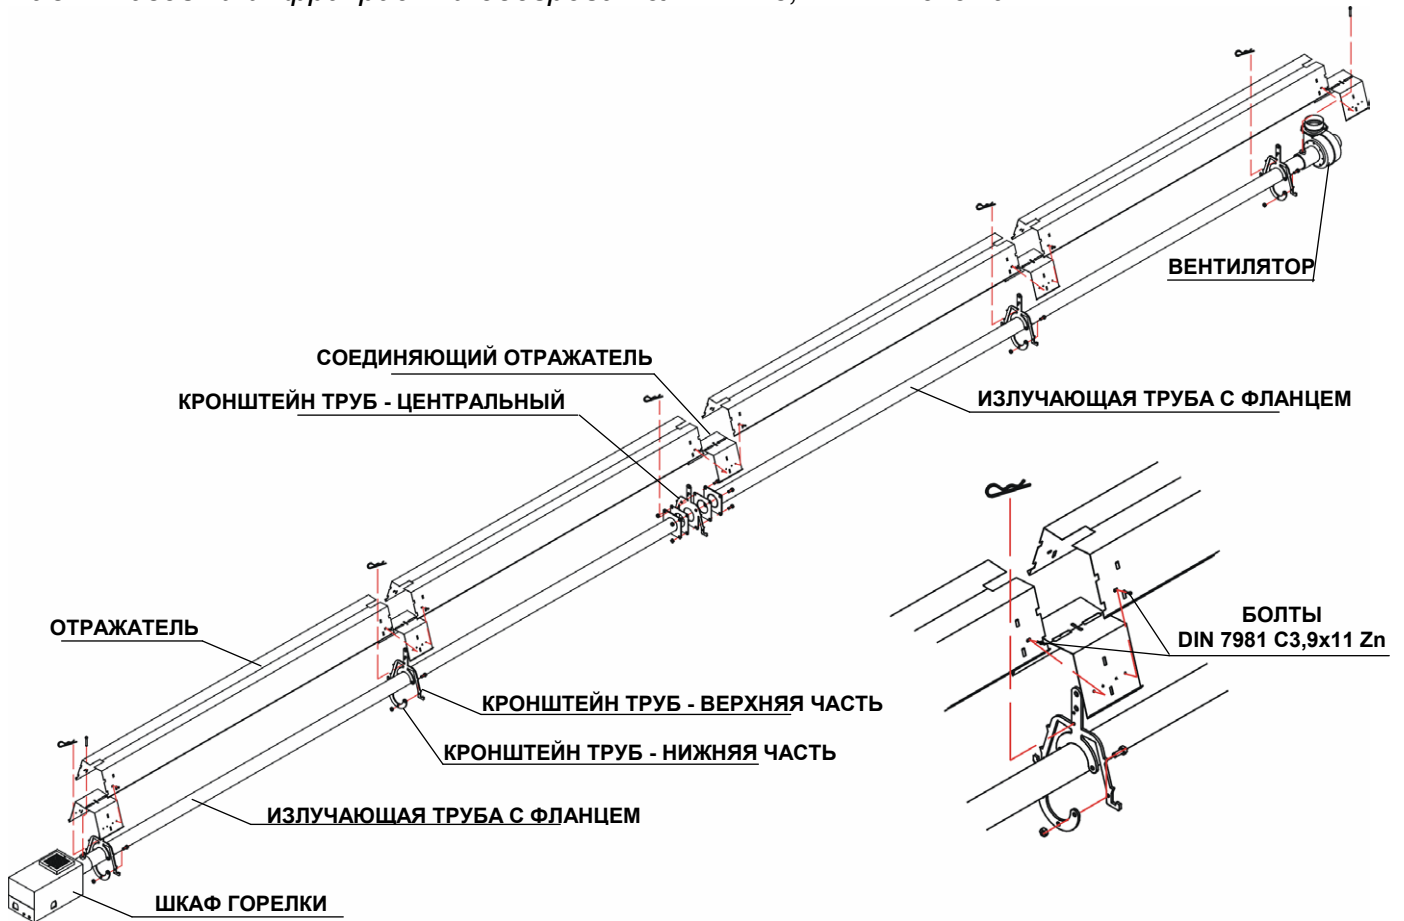 ВЕНТИЛЯТОР
СОЕДИНЯЮЩИЙ ОТРАЖАТЕЛЬ
КРОНШТЕЙН ТРУБ - ЦЕНТРАЛЬНЫЙ
ИЗЛУЧАЮЩАЯ ТРУБА С ФЛАНЦЕМ
ОТРАЖАТЕЛЬ
БОЛТЫ
DIN 7981 C3,9x11 Zn
КРОНШТЕЙН ТРУБ - ВЕРХНЯЯ ЧАСТЬ
КРОНШТЕЙН ТРУБ - НИЖНЯЯ ЧАСТЬ
ИЗЛУЧАЮЩАЯ ТРУБА С ФЛАНЦЕМ
ШКАФ ГОРЕЛКИ